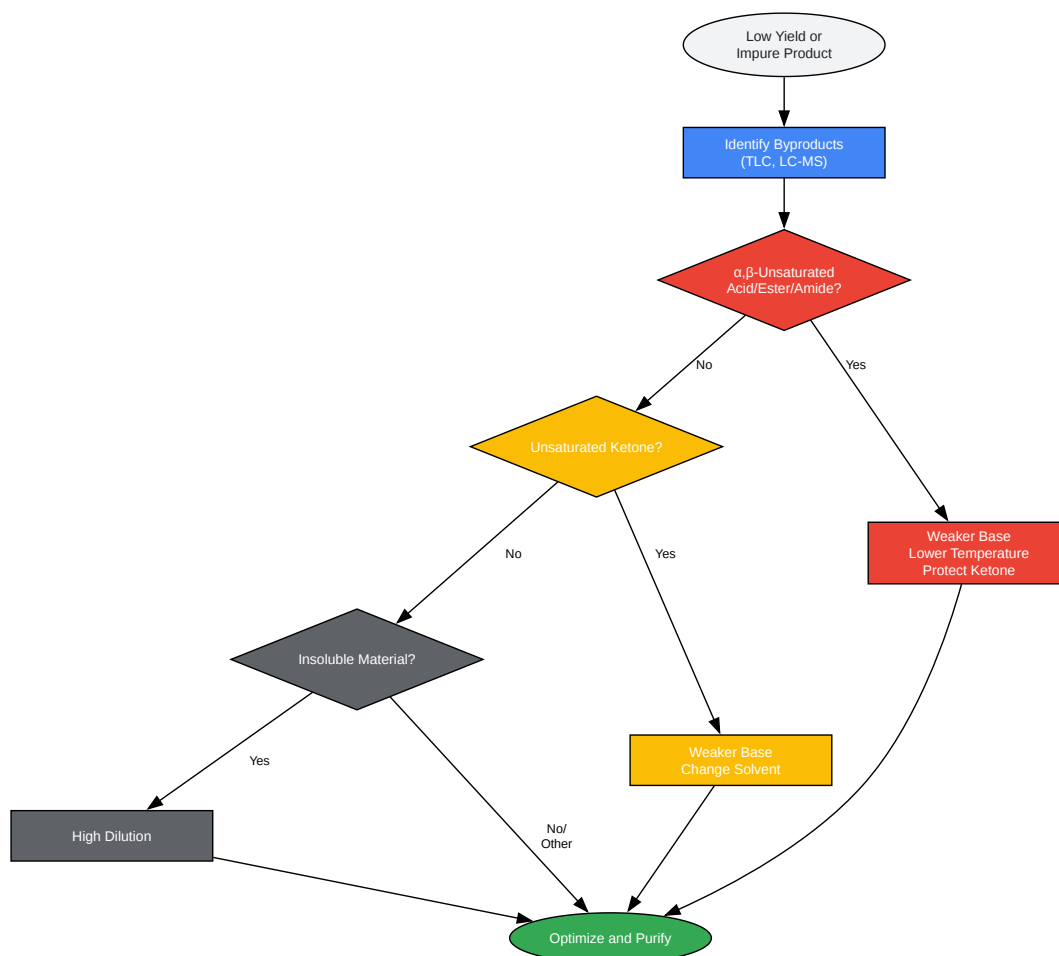 Low Yield or
Impure Product
Identify Byproducts
(TLC, LC-MS)
α,β-Unsaturated
Acid/Ester/Amide?
No
Yes
Unsaturated Ketone?
Weaker Base
Lower Temperature
Protect Ketone
No
Yes
Insoluble Material?
Weaker Base
Change Solvent
Yes
High Dilution
No/
Other
Optimize and Purify